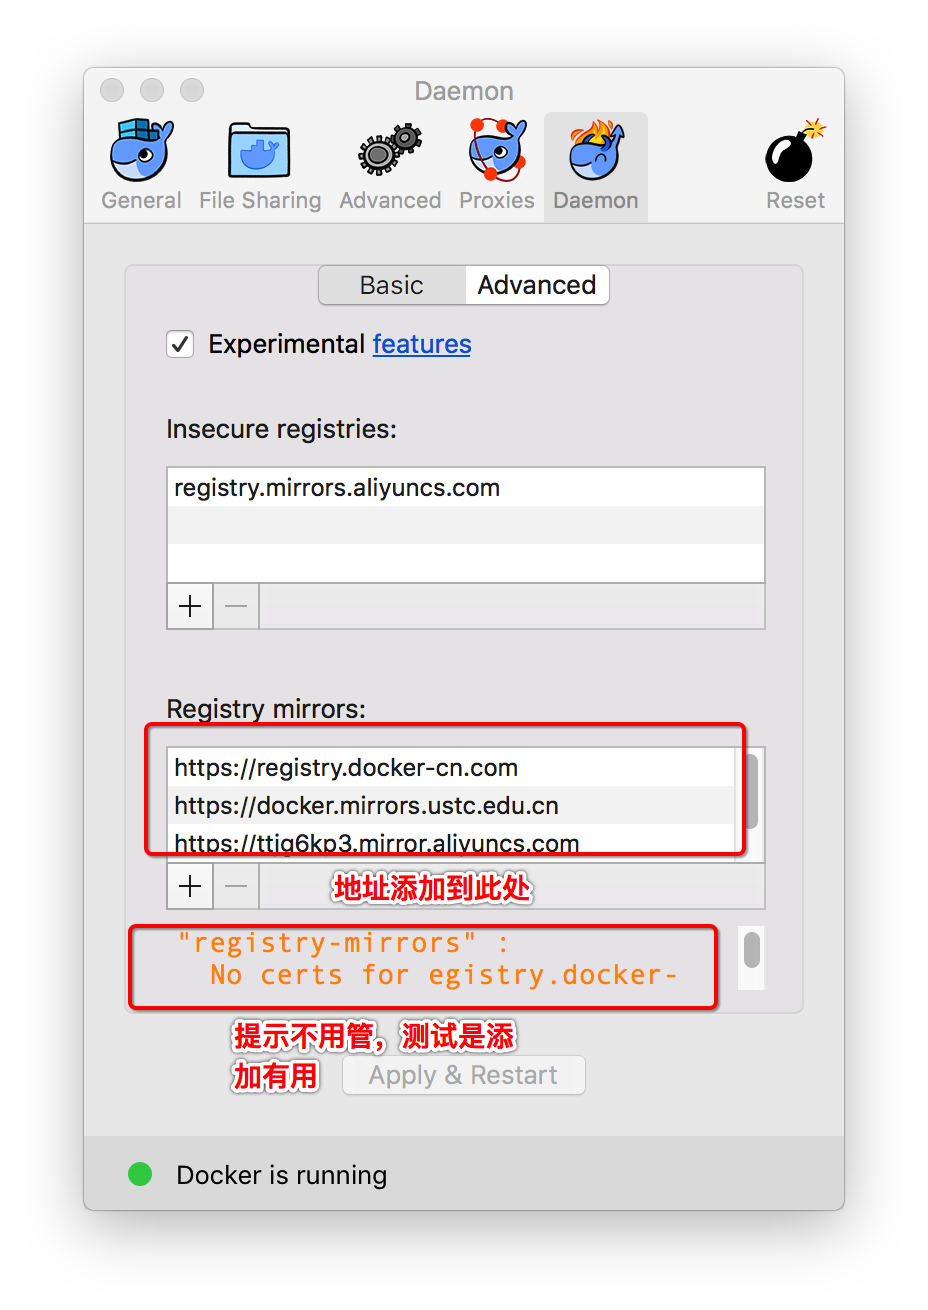 Daemon
General
File Sharing
Advanced
Proxies
Daemon
Reset
Basic
Advanced
Experimental features
Insecure registries:
registry.mirrors.aliyuncs.com
Registry mirrors:
https://registry.docker-cn.com
https://docker.mirrors.ustc.edu.cn
https://ttig6kp3.mirror.aliyuncs.com
地址添加到此处
"registry-mirrors" :
No certs for egistry.docker-
提示不用管，测试是添
加有用
Apply & Restart
Docker is running